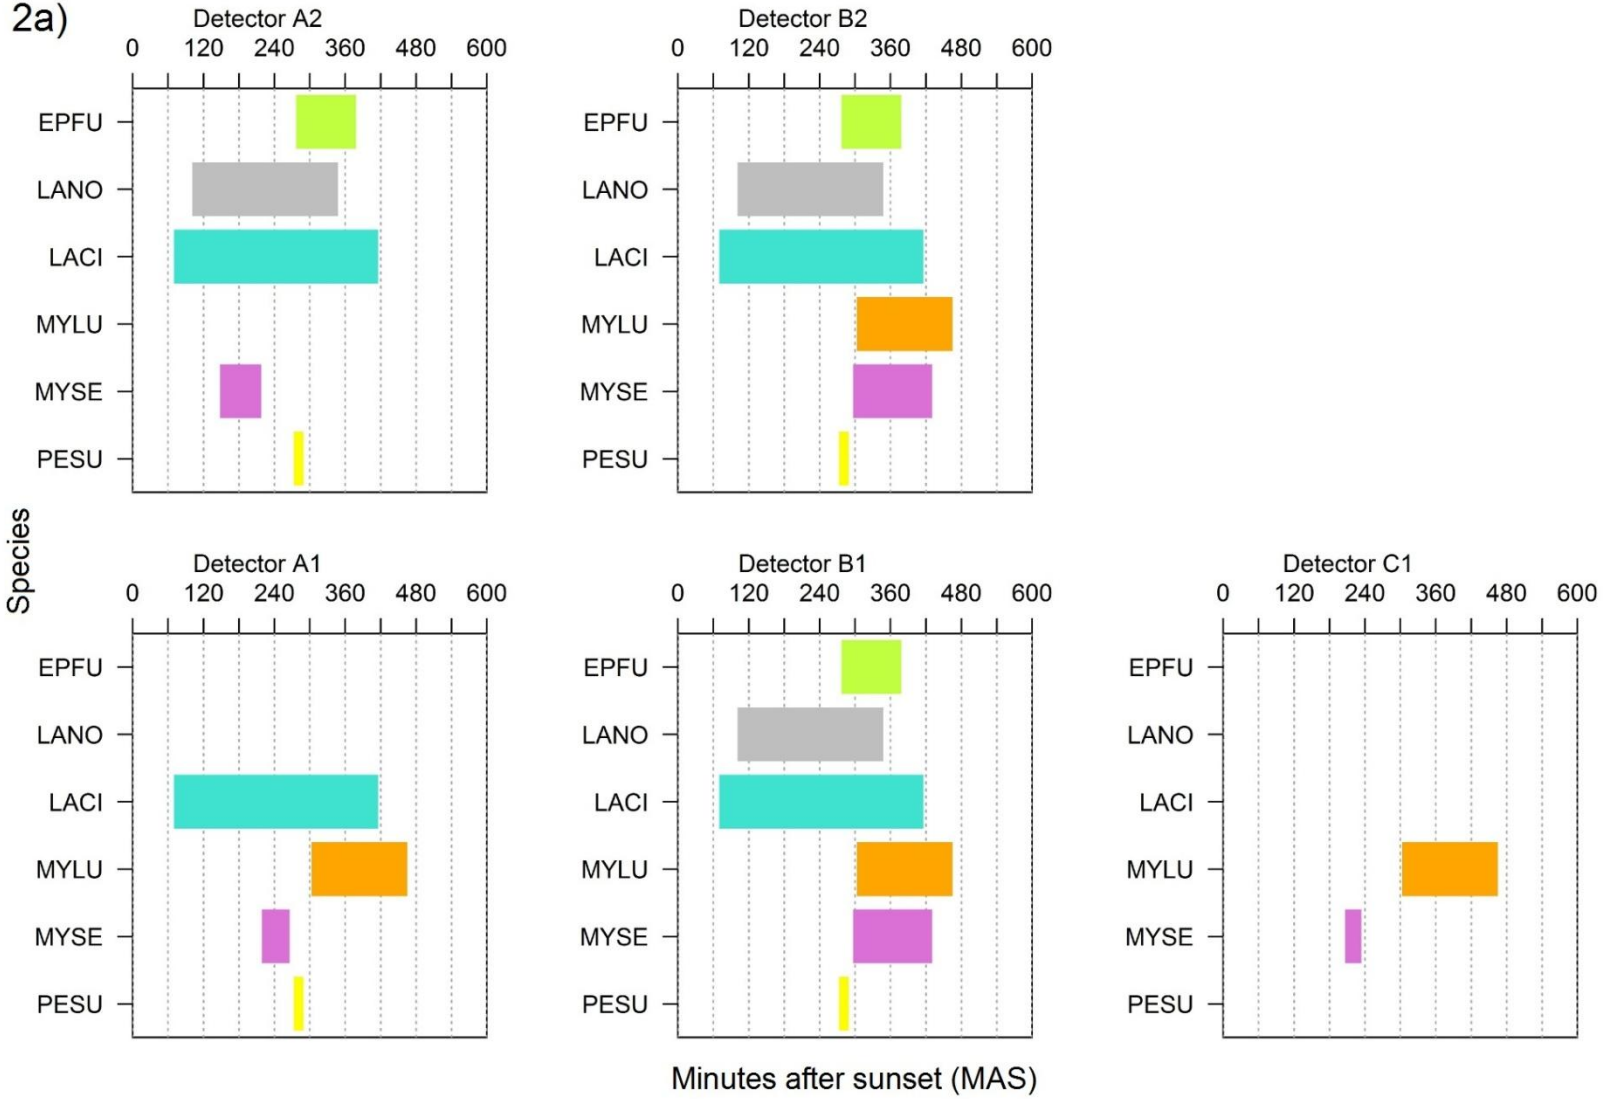 2a)
Detector A2
0 120 240 360 480 600
EPFU
LANO
LACI
MYLU
MYSE
PESU
Detector B2
0 120 240 360 480 600
EPFU
LANO
LACI
MYLU
MYSE
PESU
Species
Detector A1
0 120 240 360 480 600
EPFU
LANO
LACI
MYLU
MYSE
PESU
Detector B1
0 120 240 360 480 600
EPFU
LANO
LACI
MYLU
MYSE
PESU
Detector C1
0 120 240 360 480 600
EPFU
LANO
LACI
MYLU
MYSE
PESU
Minutes after sunset (MAS)